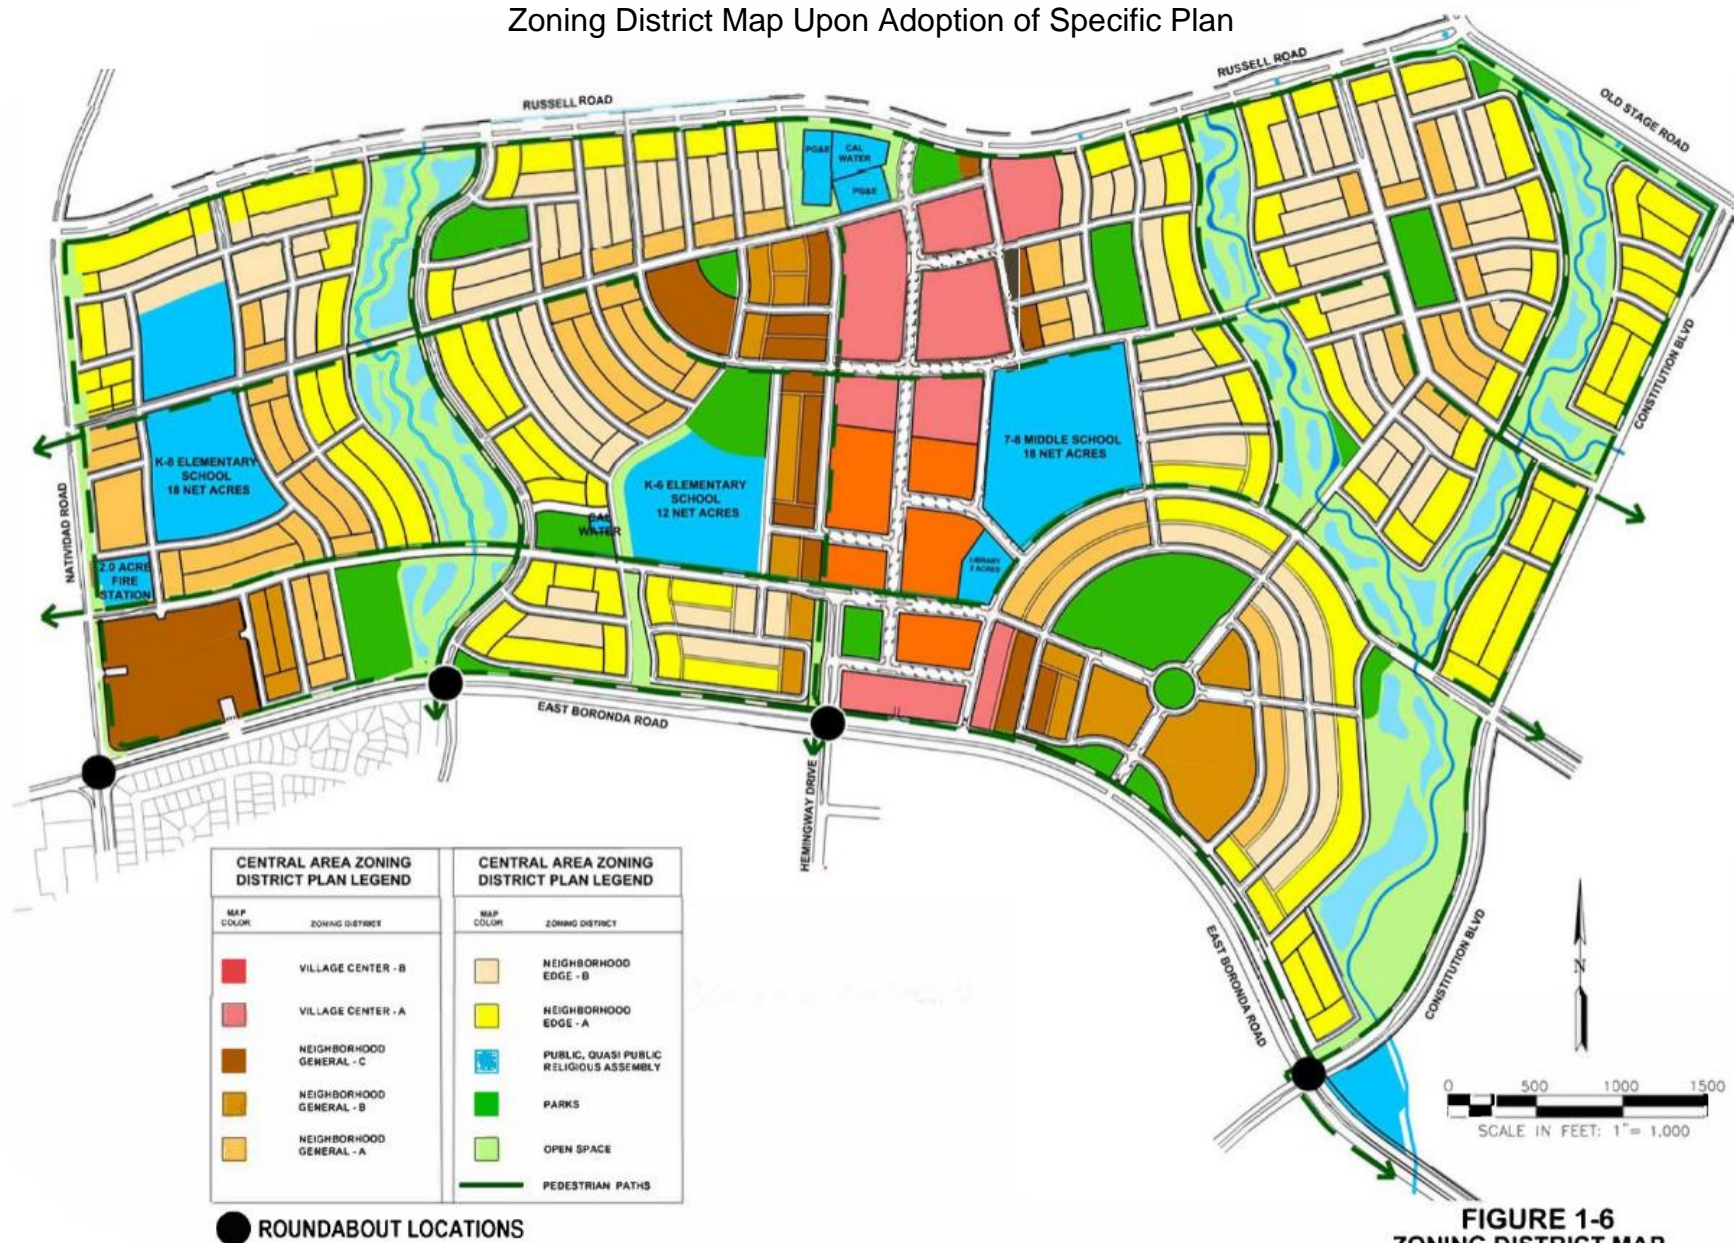 Zoning District Map Upon Adoption of Specific Plan
RUSSELL ROAD
RUSSELL ROAD
OLD STAGE ROAD
PG&E
CAL
WATER
PG&E
CONSTITUTION BLVD
K-8 ELEMENTARY
SCHOOL
18 NET ACRES
K-6 ELEMENTARY
SCHOOL
12 NET ACRES
7-8 MIDDLE SCHOOL
18 NET ACRES
CAL
WATER
NATIVIDAD ROAD
2.0 ACRE
FIRE
STATION
LIBRARY
EAST BORONDA ROAD
HEMINGWAY DRIVE
EAST BORONDA ROAD
CONSTITUTION BLVD
CENTRAL AREA ZONING
DISTRICT PLAN LEGEND
MAP
COLOR
ZONING DISTRICT
VILLAGE CENTER - B
VILLAGE CENTER - A
NEIGHBORHOOD
GENERAL - C
NEIGHBORHOOD
GENERAL - B
NEIGHBORHOOD
GENERAL - A
CENTRAL AREA ZONING
DISTRICT PLAN LEGEND
MAP
COLOR
ZONING DISTRICT
NEIGHBORHOOD
EDGE - B
NEIGHBORHOOD
EDGE - A
PUBLIC, QUASI PUBLIC
RELIGIOUS ASSEMBLY
PARKS
OPEN SPACE
PEDESTRIAN PATHS
ROUNDABOUT LOCATIONS
N
0 500 1000 1500
SCALE IN FEET: 1"= 1,000
FIGURE 1-6
ZONING DISTRICT MAP